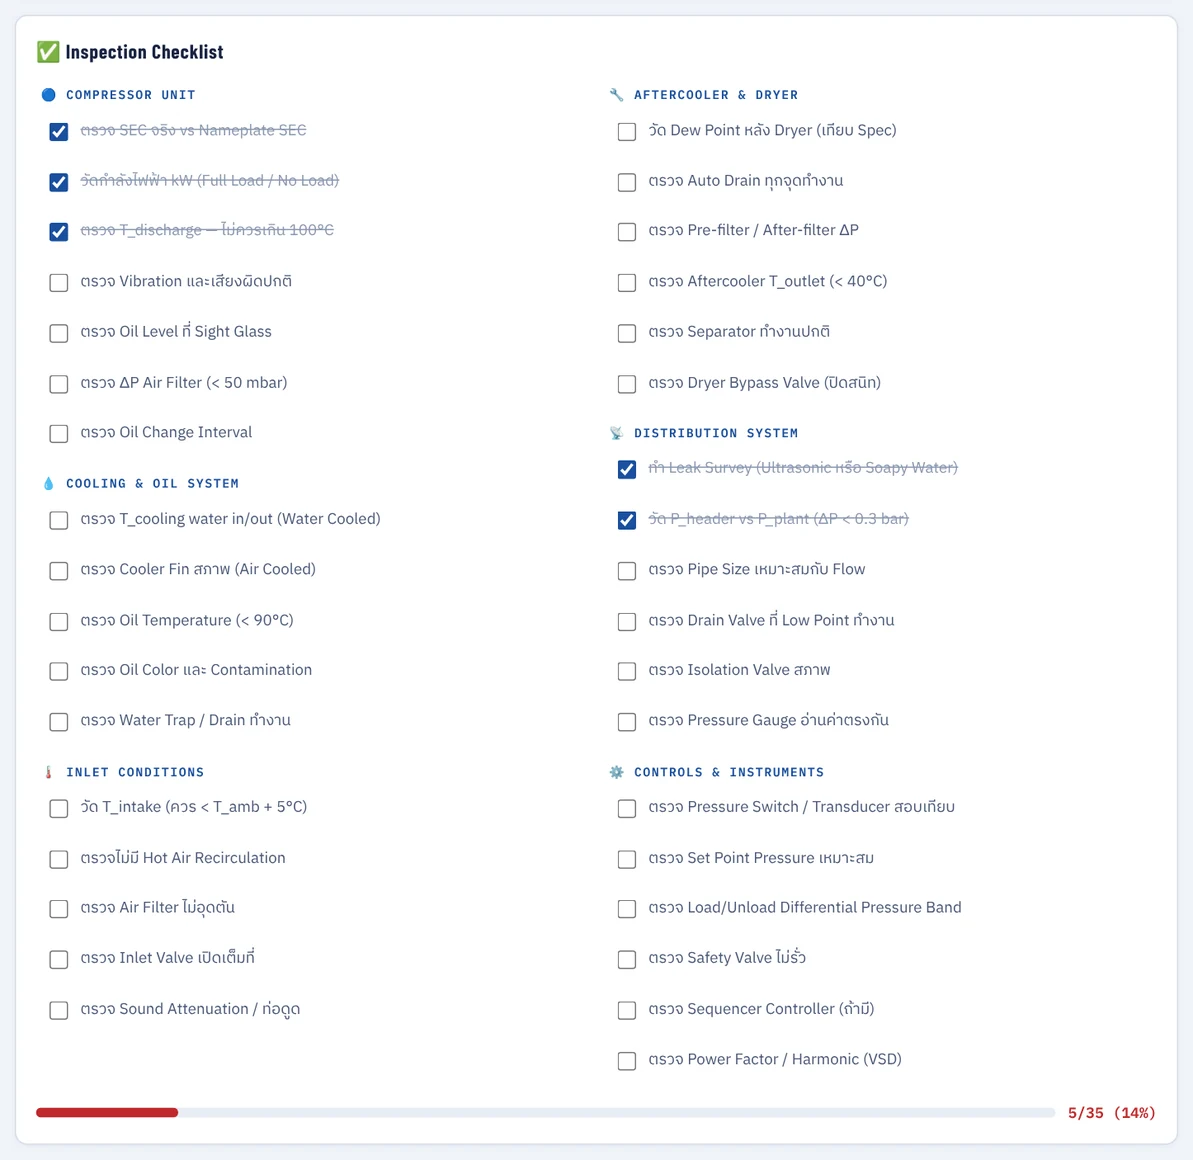 ✅ Inspection Checklist
🔵 COMPRESSOR UNIT
ตรวจ SEC จริง vs Nameplate SEC
วัดกำลังไฟฟ้า kW (Full Load / No Load)
ตรวจ T_discharge — ไม่ควรเกิน 100°C
ตรวจ Vibration และเสียงผิดปกติ
ตรวจ Oil Level ที่ Sight Glass
ตรวจ ΔP Air Filter (< 50 mbar)
ตรวจ Oil Change Interval
💧 COOLING & OIL SYSTEM
ตรวจ T_cooling water in/out (Water Cooled)
ตรวจ Cooler Fin สภาพ (Air Cooled)
ตรวจ Oil Temperature (< 90°C)
ตรวจ Oil Color และ Contamination
ตรวจ Water Trap / Drain ทำงาน
🌡️ INLET CONDITIONS
วัด T_intake (ควร < T_amb + 5°C)
ตรวจไม่มี Hot Air Recirculation
ตรวจ Air Filter ไม่อุดตัน
ตรวจ Inlet Valve เปิดเต็มที่
ตรวจ Sound Attenuation / ท่อดูด
🔧 AFTERCOOLER & DRYER
วัด Dew Point หลัง Dryer (เทียบ Spec)
ตรวจ Auto Drain ทุกจุดทำงาน
ตรวจ Pre-filter / After-filter ΔP
ตรวจ Aftercooler T_outlet (< 40°C)
ตรวจ Separator ทำงานปกติ
ตรวจ Dryer Bypass Valve (ปิดสนิท)
📡 DISTRIBUTION SYSTEM
ทำ Leak Survey (Ultrasonic หรือ Soapy Water)
วัด P_header vs P_plant (ΔP < 0.3 bar)
ตรวจ Pipe Size เหมาะสมกับ Flow
ตรวจ Drain Valve ที่ Low Point ทำงาน
ตรวจ Isolation Valve สภาพ
ตรวจ Pressure Gauge อ่านค่าตรงกัน
⚙️ CONTROLS & INSTRUMENTS
ตรวจ Pressure Switch / Transducer สอบเทียบ
ตรวจ Set Point Pressure เหมาะสม
ตรวจ Load/Unload Differential Pressure Band
ตรวจ Safety Valve ไม่รั่ว
ตรวจ Sequencer Controller (ถ้ามี)
ตรวจ Power Factor / Harmonic (VSD)
5/35 (14%)